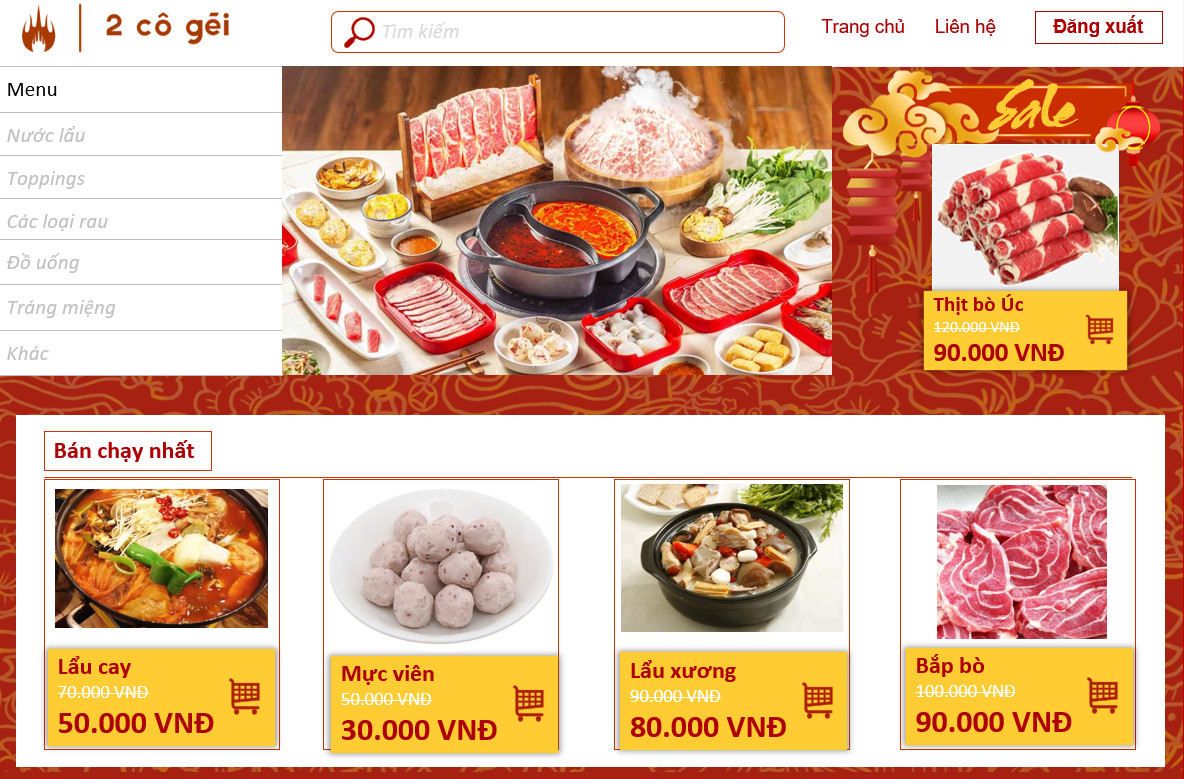 2 cô gếi
Tìm kiếm
Trang chủ
Liên hệ
Đăng xuất
Menu
Nước lẩu
Toppings
Các loại rau
Đồ uống
Tráng miệng
Khác
Sale
Thịt bò Úc
120.000 VNĐ
90.000 VNĐ
Bán chạy nhất
Lẩu cay
70.000 VNĐ
50.000 VNĐ
Mực viên
50.000 VNĐ
30.000 VNĐ
Lẩu xương
90.000 VNĐ
80.000 VNĐ
Bắp bò
100.000 VNĐ
90.000 VNĐ